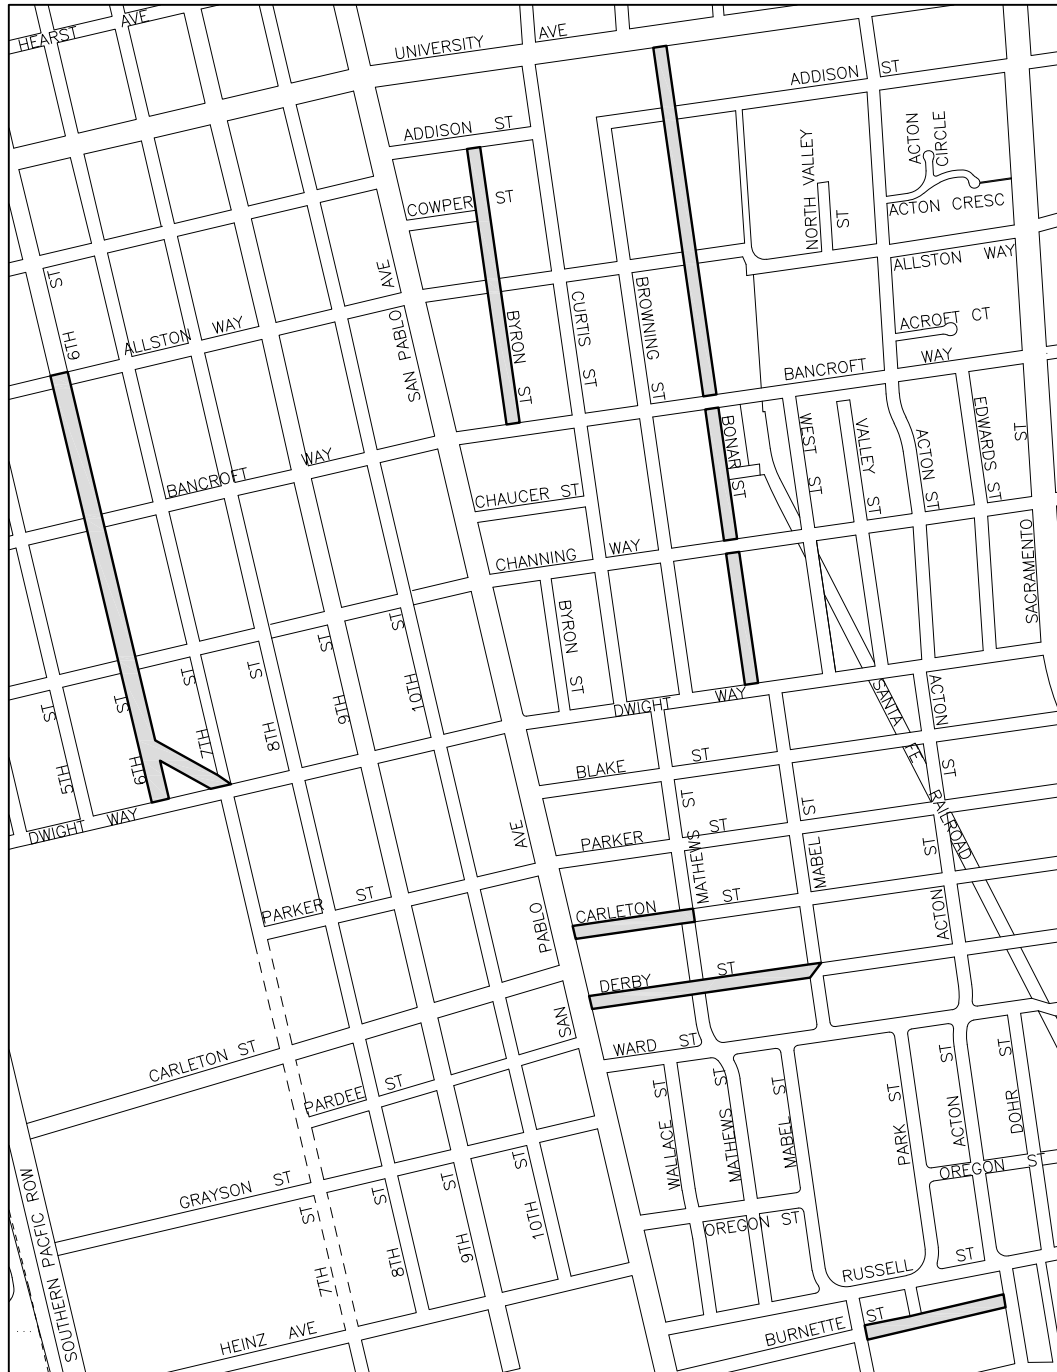 HEARST AVE
UNIVERSITY AVE
ADDISON ST
ADDISON ST
COWPER ST
NORTH VALLEY ST
ACTON CIRCLE
ACTON CRESC
ALLSTON WAY
ACROFT CT
6TH ST
ALLSTON WAY
SAN PABLO AVE
BYRON ST
CURTIS ST
BROWNING ST
BANCROFT WAY
BANCROFT WAY
BONAR ST
WEST ST
VALLEY ST
ACTON ST
EDWARDS ST
SACRAMENTO ST
CHAUCER ST
CHANNING WAY
BYRON ST
5TH ST
6TH ST
7TH ST
8TH ST
9TH ST
10TH ST
DWIGHT WAY
DWIGHT WAY
SANTA FE RAILROAD
ACTON ST
BLAKE ST
PARKER ST
MATHEWS ST
MABEL ST
ACTON ST
PARKER ST
SAN PABLO AVE
CARLETON ST
DERBY ST
WARD ST
CARLETON ST
PARDEE ST
GRAYSON ST
SOUTHERN PACFIC ROW
WALLACE ST
MATHEWS ST
MABEL ST
PARK ST
ACTON ST
DOHR ST
OREGON ST
OREGON ST
7TH ST
8TH ST
9TH ST
10TH ST
RUSSELL ST
HEINZ AVE
BURNETTE ST